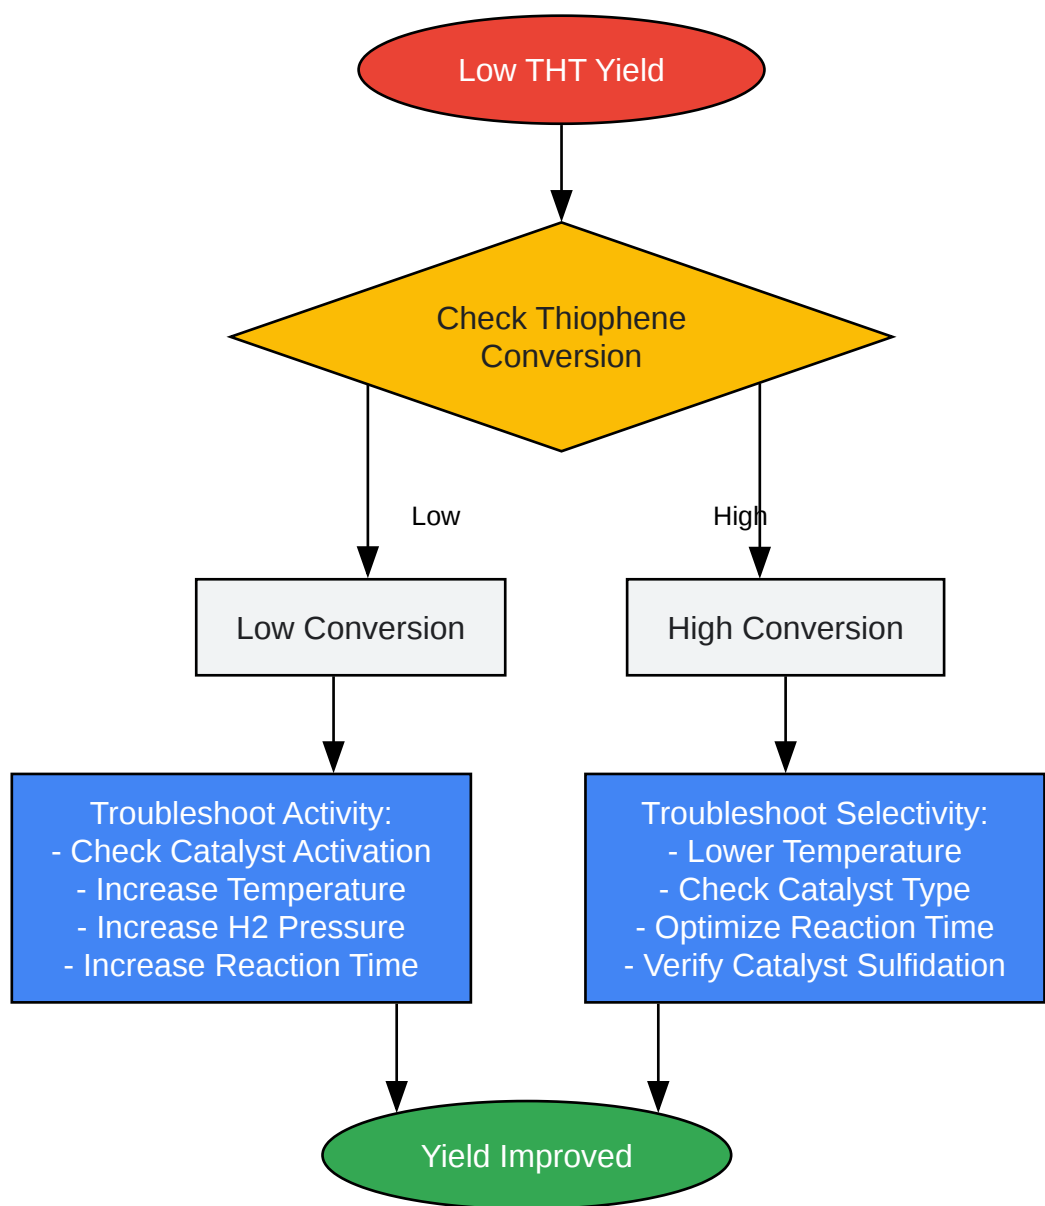 Low THT Yield
Check Thiophene
Conversion
Low
High
Low Conversion
High Conversion
Troubleshoot Activity:
- Check Catalyst Activation
- Increase Temperature
- Increase H2 Pressure
- Increase Reaction Time
Troubleshoot Selectivity:
- Lower Temperature
- Check Catalyst Type
- Optimize Reaction Time
- Verify Catalyst Sulfidation
Yield Improved